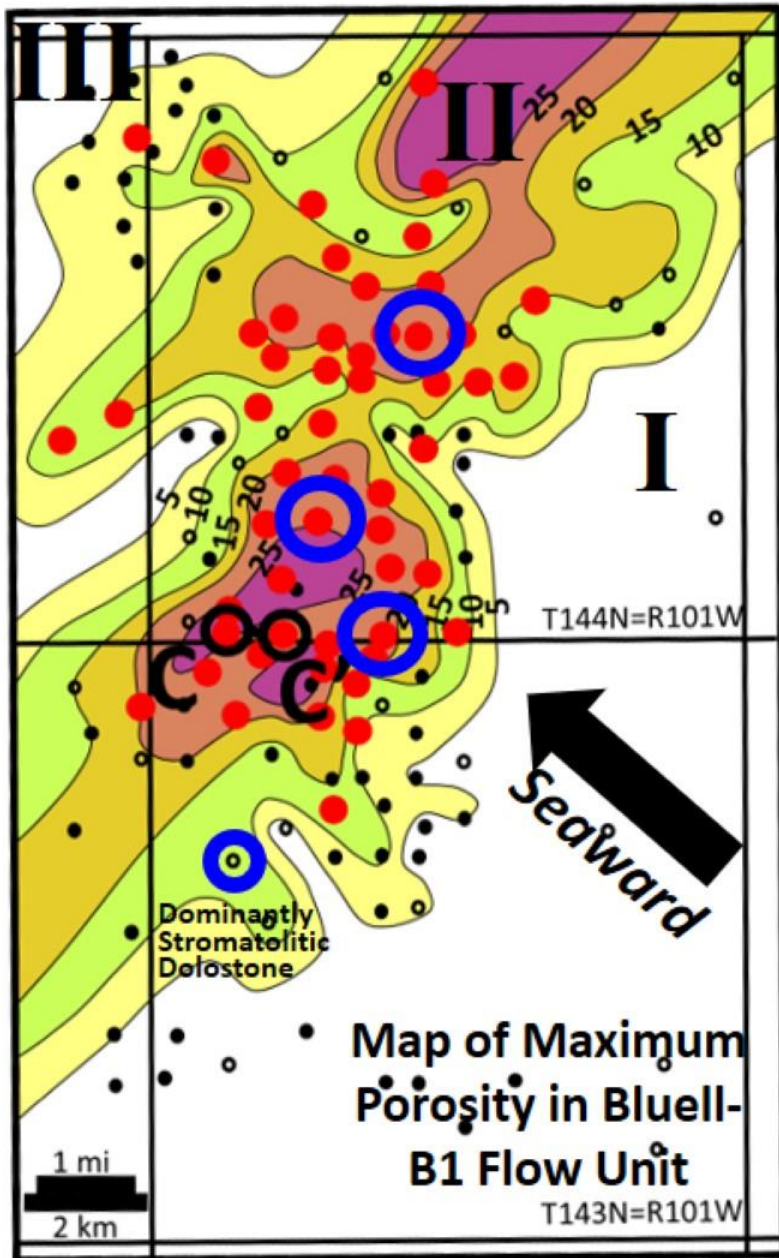 III
II
25
20
15
10
I
5
10
15
20
25
25
20
15
10
5
T144N=R101W
C
C
Seaward
Dominantly
Stromatolitic
Dolostone
Map of Maximum
Porosity in Bluell-
B1 Flow Unit
1 mi
2 km
T143N=R101W